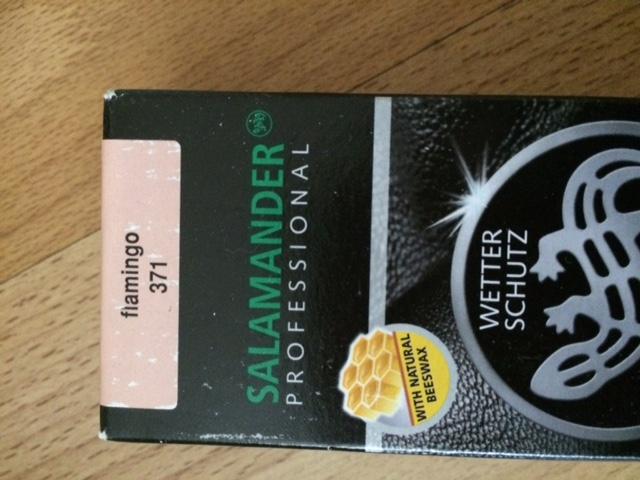 flamingo
371
SALAMANDER
PROFESSIONAL
WITH NATURAL
BEESWAX
WETTER
SCHUTZ